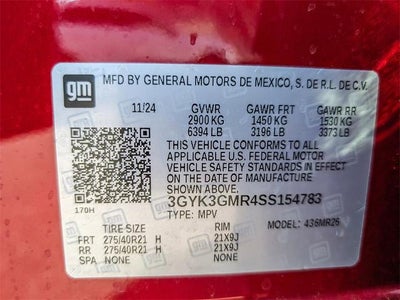 gm
MFD BY GENERAL MOTORS DE MEXICO, S. DE R.L. DE C.V.
11/24 GVWR GAWR FRT GAWR RR
2900 KG 1450 KG 1530 KG
6394 LB 3196 LB 3373 LB
THIS VEHICLE CONFORMS TO ALL
APPLICABLE U.S. FEDERAL MOTOR
VEHICLE SAFETY STANDARDS IN
EFFECT ON THE DATE OF
MANUFACTURE SHOWN ABOVE.
3GYK3GMR4SS154783
170H TYPE: MPV 436MR26
TIRE SIZE RIM
FRT 275/40R21 H 21X9J
RR 275/40R21 H 21X9J
SPA NONE NONE